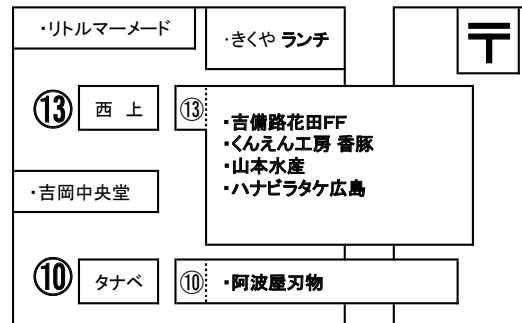 ・リトルマーメード
・きくや ランチ
〒
⑬ 西 上 ⑬
・吉備路花田FF
・くんえん工房 香豚
・山本水産
・ハナビラタケ広島
・吉岡中央堂
⑩ タナベ ⑩ ・阿波屋刃物